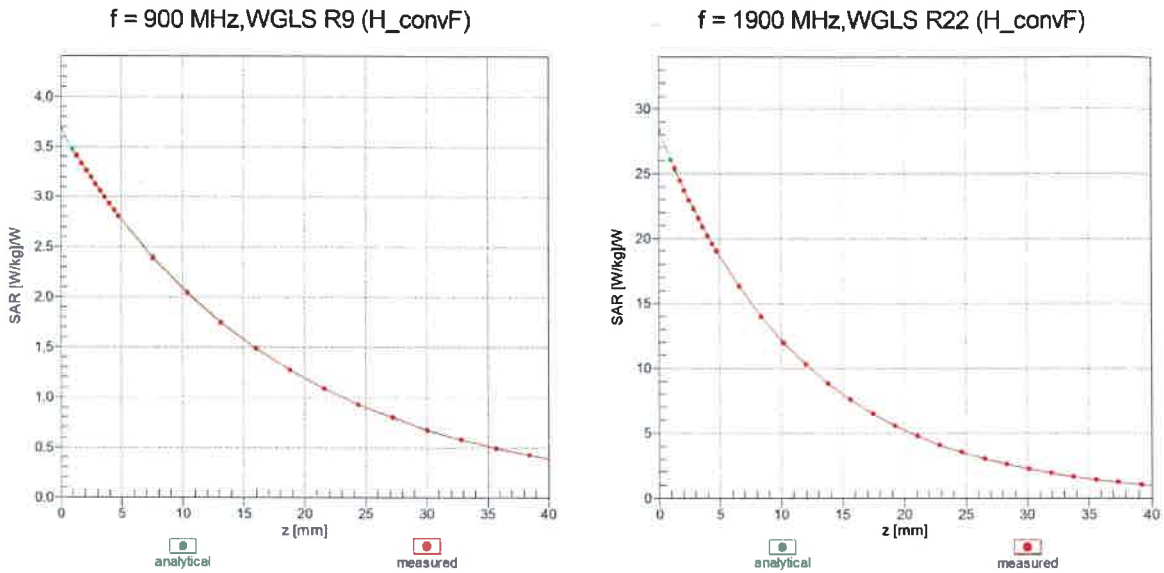 f = 900 MHz,WGLS R9 (H_convF)
4.0
3.5
3.0
2.5
2.0
1.5
1.0
0.5
0.0
SAR [W/kg]/W
0 5 10 15 20 25 30 35 40
z [mm]
analytical measured
f = 1900 MHz,WGLS R22 (H_convF)
30
25
20
15
10
5
0
SAR [W/kg]/W
0 5 10 15 20 25 30 35 40
z [mm]
analytical measured